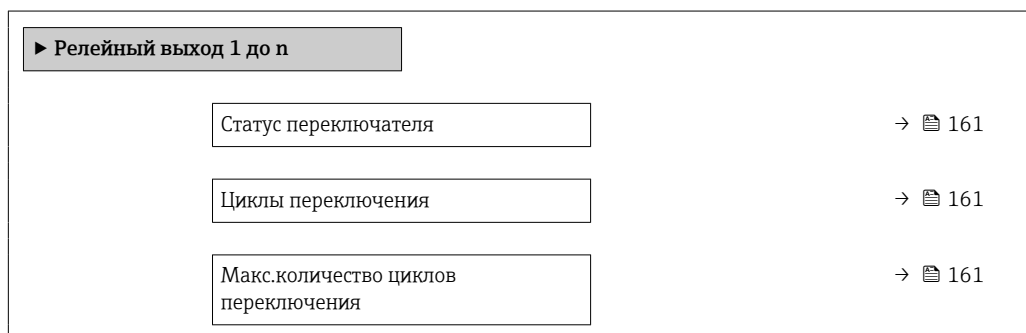 ▶ Релейный выход 1 до n
Статус переключателя → 161
Циклы переключения → 161
Макс.количество циклов → 161
переключения